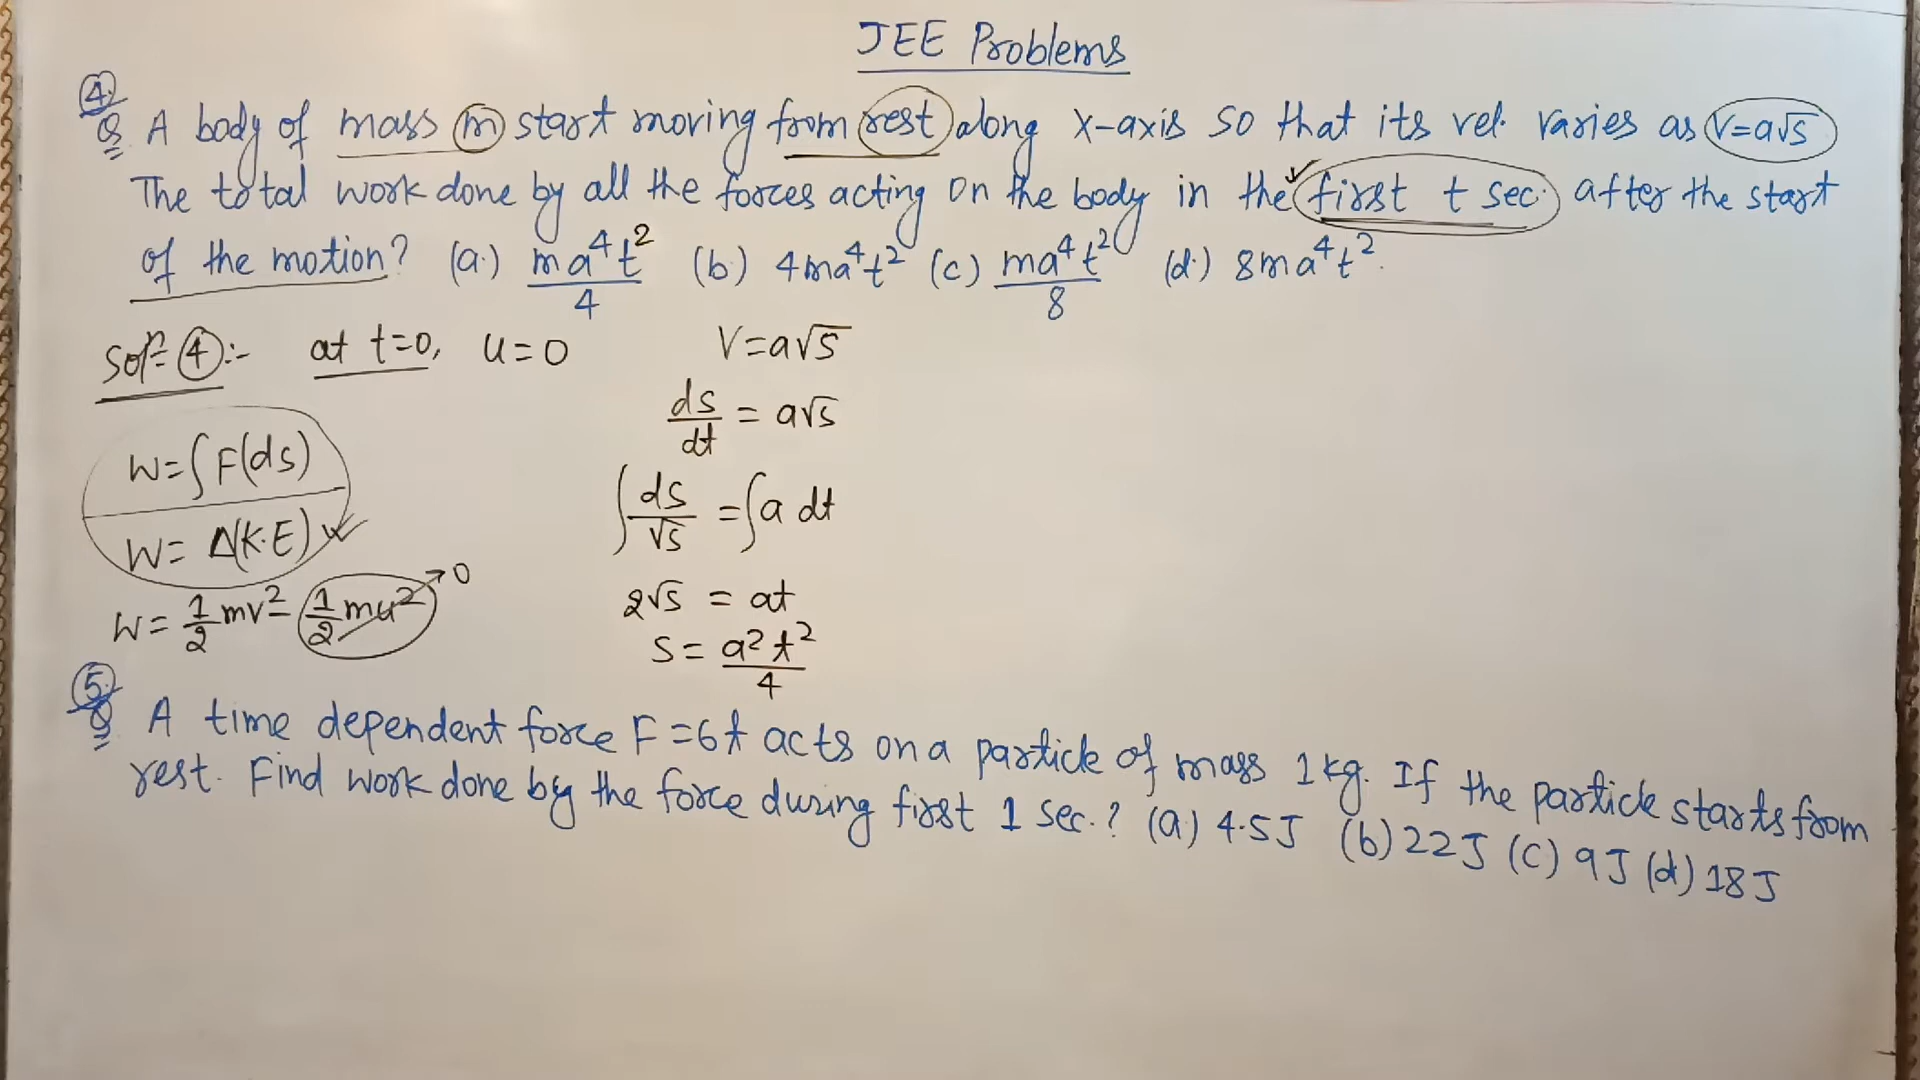 JEE Problems
④
Q A body of mass m start moving from rest along x-axis so that its vel. varies as V=a√s
The total work done by all the forces acting on the body in the first t sec. after the start
of the motion? (a.) ma⁴t²/4 (b.) 4ma⁴t² (c.) ma⁴t²/8 (d.) 8ma⁴t².
Solⁿ ④:- at t=0, u=0 V=a√s
ds/dt = a√s
W=∫F(ds)
∫ds/√s = ∫a dt
W= Δ(K.E)
W= 1/2 mv² - 1/2 mu² → 0
2√s = at
s= a²t²/4
⑤
Q A time dependent force F=6t acts on a particle of mass 1kg. If the particle starts from
rest. Find work done by the force during first 1 sec.? (a.) 4.5J (b) 22J (c) 9J (d) 18J